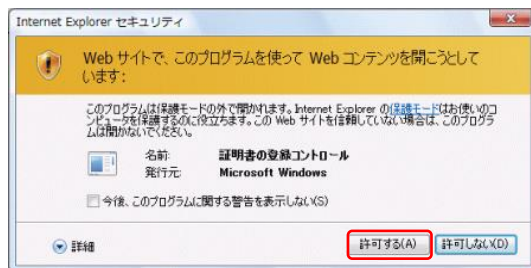 Internet Explorer セキュリティ
Web サイトで、このプログラムを使って Web コンテンツを開こうとして
います:
このプログラムは保護モードの外で開かれます。Internet Explorer の保護モードはお使いのコ
ンピュータを保護するのに役立ちます。この Web サイトを信頼していない場合は、このプログラ
ムは開かないでください。
名前: 証明書の登録コントロール
発行元: Microsoft Windows
今後、このプログラムに関する警告を表示しない(S)
詳細 許可する(A) 許可しない(D)